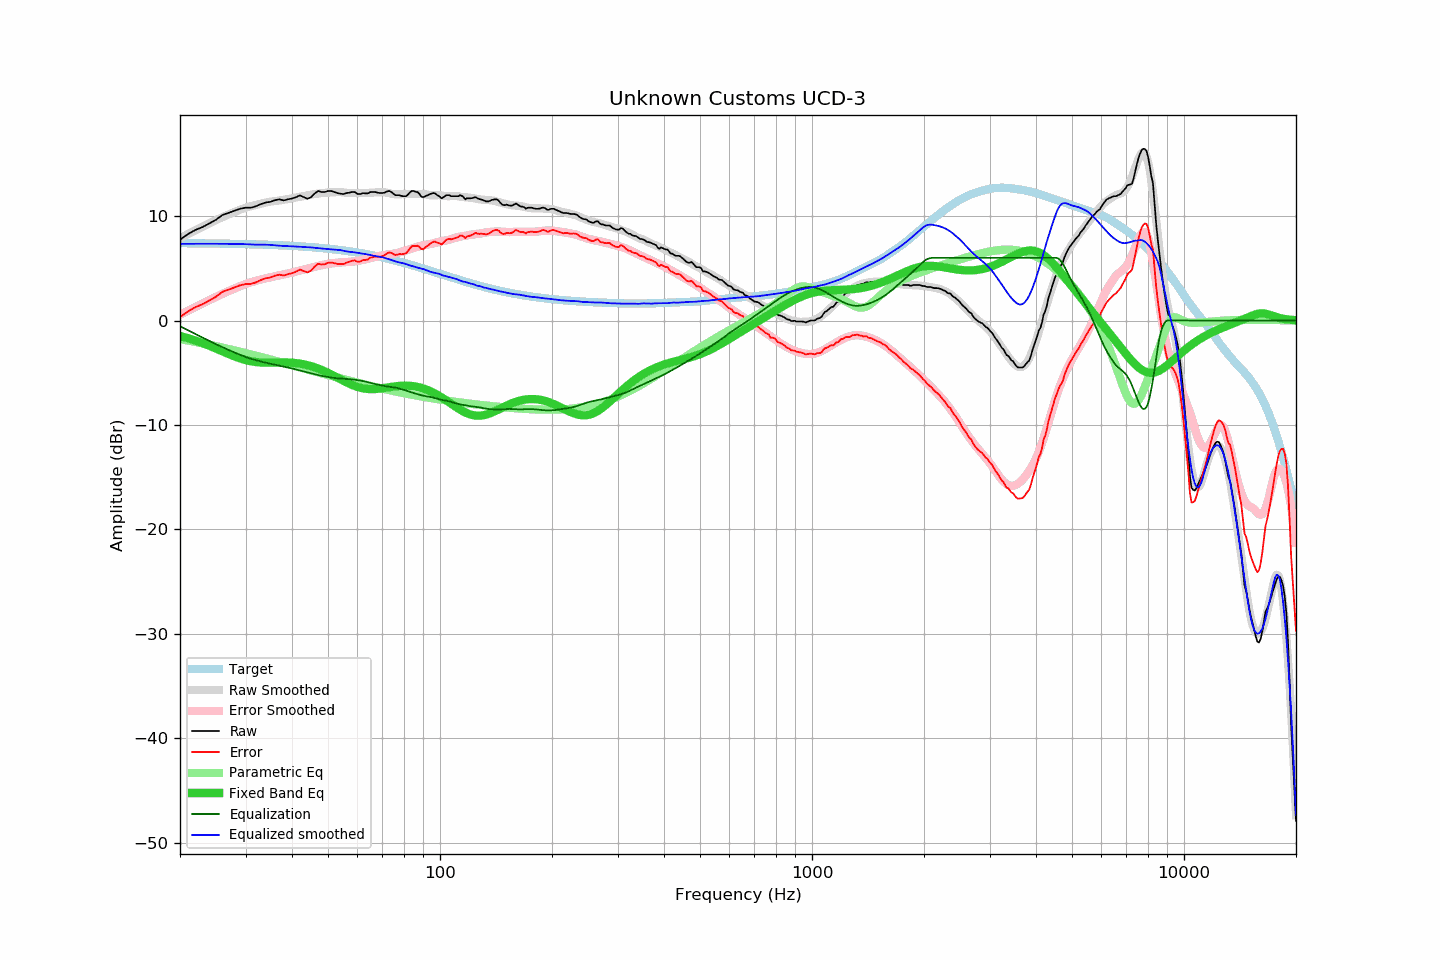 Unknown Customs UCD-3
10
0
−10
−20
−30
−40
−50
Amplitude (dBr)
Target
Raw Smoothed
Error Smoothed
Raw
Error
Parametric Eq
Fixed Band Eq
Equalization
Equalized smoothed
100 1000 10000
Frequency (Hz)